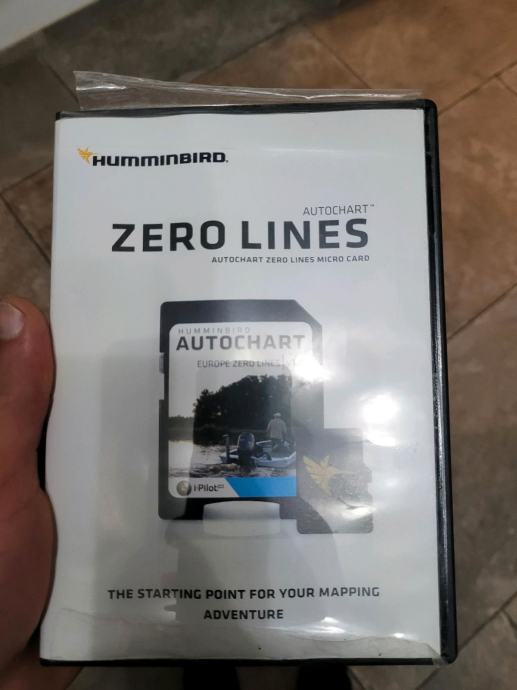 HUMMINBIRD.
AUTOCHART™
ZERO LINES
AUTOCHART ZERO LINES MICRO CARD
HUMMINBIRD
AUTOCHART
EUROPE ZERO LINES
i-Pilot
THE STARTING POINT FOR YOUR MAPPING
ADVENTURE